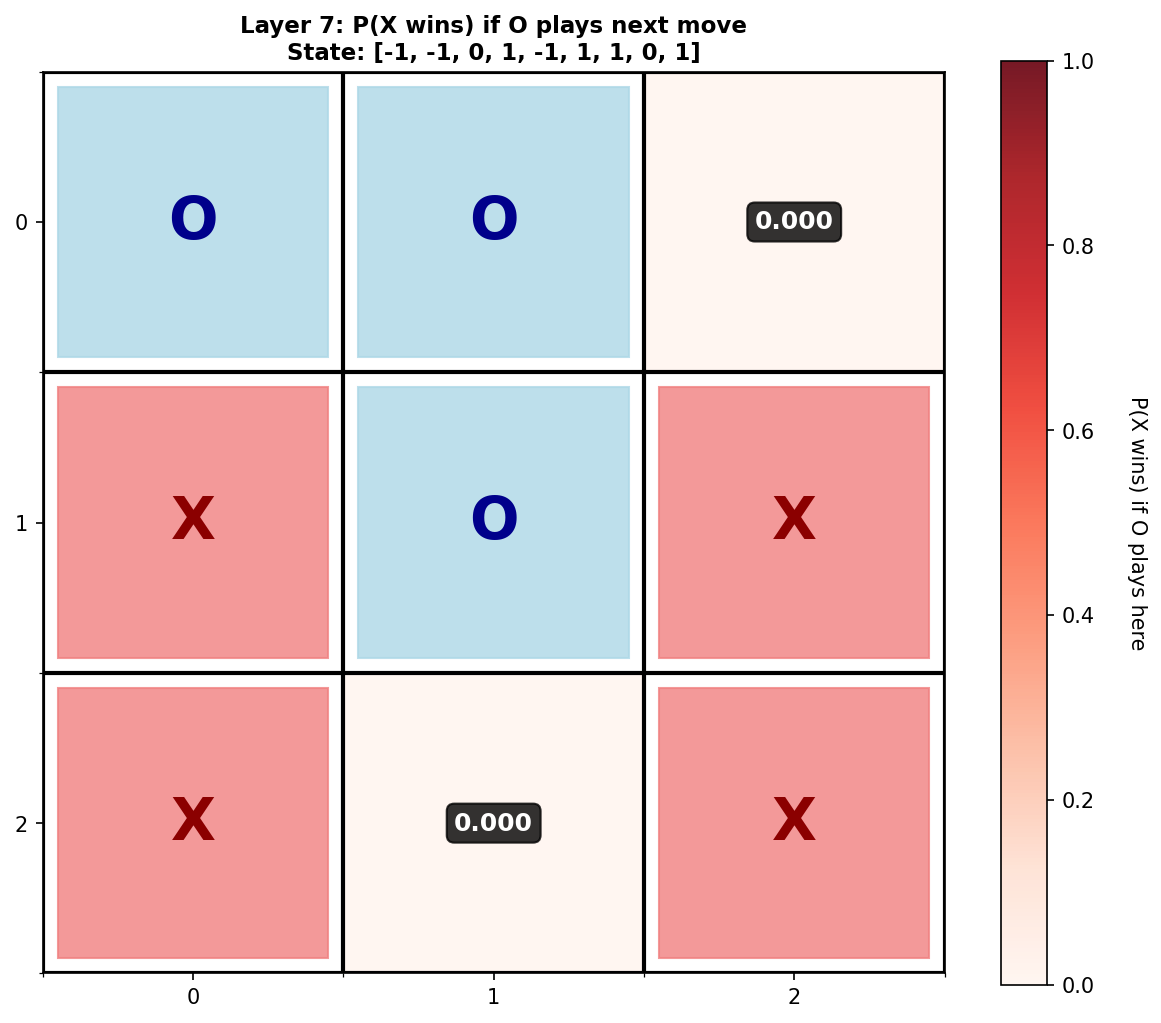 Layer 7: P(X wins) if O plays next move
State: [-1, -1, 0, 1, -1, 1, 1, 0, 1]
0
O
O
0.000
1
X
O
X
2
X
0.000
X
0
1
2
1.0
0.8
0.6
0.4
0.2
0.0
P(X wins) if O plays here